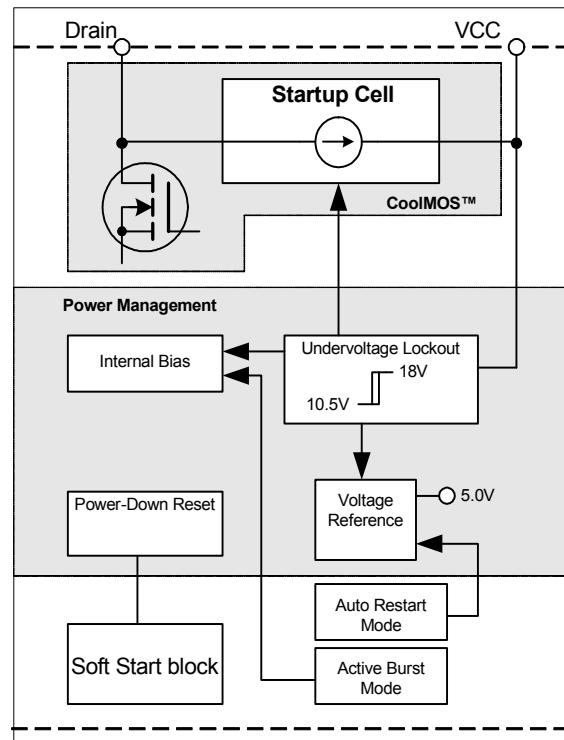 Drain
VCC
Startup Cell
CoolMOS™
Power Management
Internal Bias
Undervoltage Lockout
18V
10.5V
Power-Down Reset
Voltage
Reference
5.0V
Auto Restart
Mode
Soft Start block
Active Burst
Mode